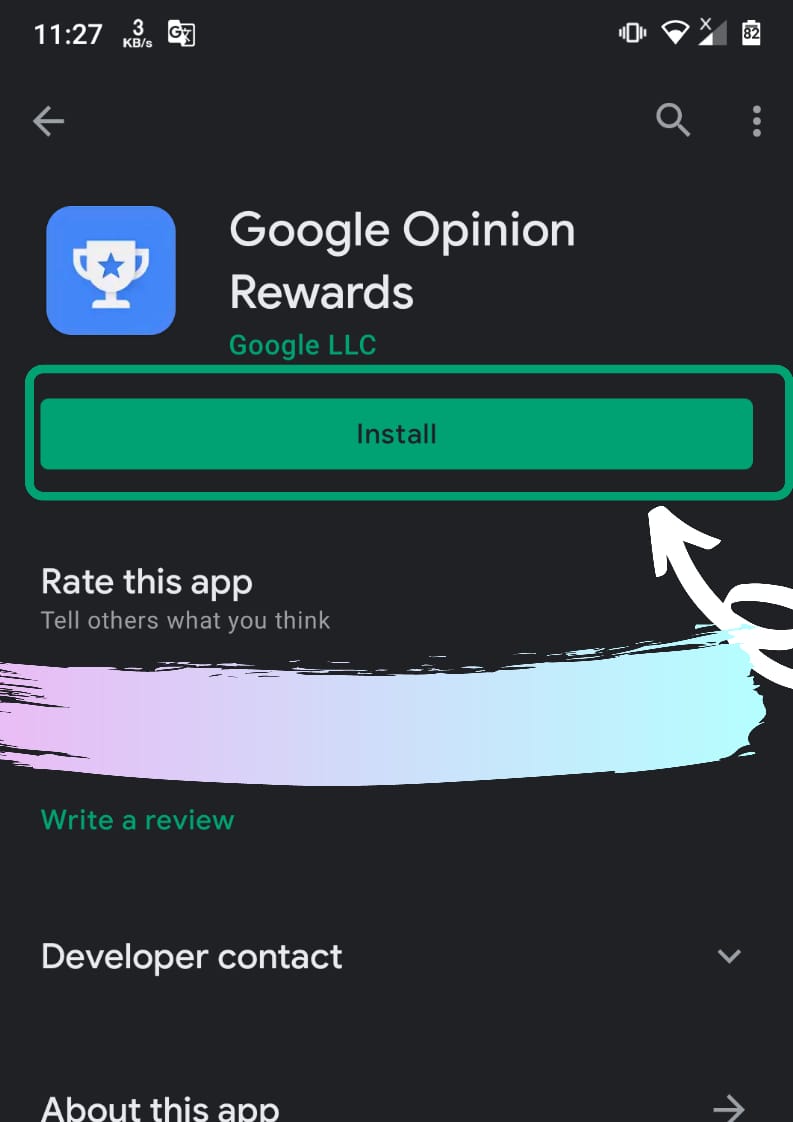 11:27
3
KB/s
G
X
82
Google Opinion
Rewards
Google LLC
Install
Rate this app
Tell others what you think
Write a review
Developer contact
About this app